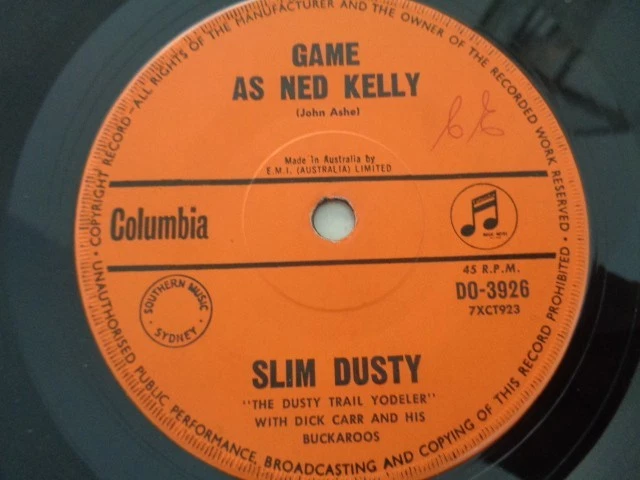 COPYRIGHT RECORD—ALL RIGHTS OF THE MANUFACTURER AND THE OWNER OF THE RECORDED WORK RESERVED.
GAME
AS NED KELLY
(John Ashe)
Made in Australia by
E.M.I. (AUSTRALIA) LIMITED
Columbia
45 R.P.M.
DO-3926
7XCT923
SOUTHERN MUSIC
• SYDNEY •
SLIM DUSTY
"THE DUSTY TRAIL YODELER"
WITH DICK CARR AND HIS
BUCKAROOS
UNAUTHORISED PUBLIC PERFORMANCE, BROADCASTING AND COPYING OF THIS RECORD PROHIBITED •